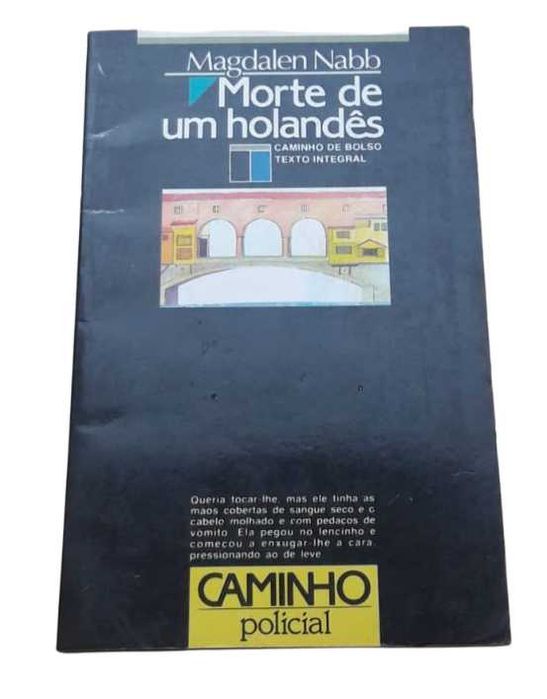 Magdalen Nabb
Morte de
um holandês
CAMINHO DE BOLSO
TEXTO INTEGRAL
Queria tocar-lhe, mas ele tinha as
mãos cobertas de sangue seco e o
cabelo molhado e com pedaços de
vómito. Ela pegou no lencinho e
começou a enxugar-lhe a cara,
pressionando ao de leve.
CAMINHO
policial